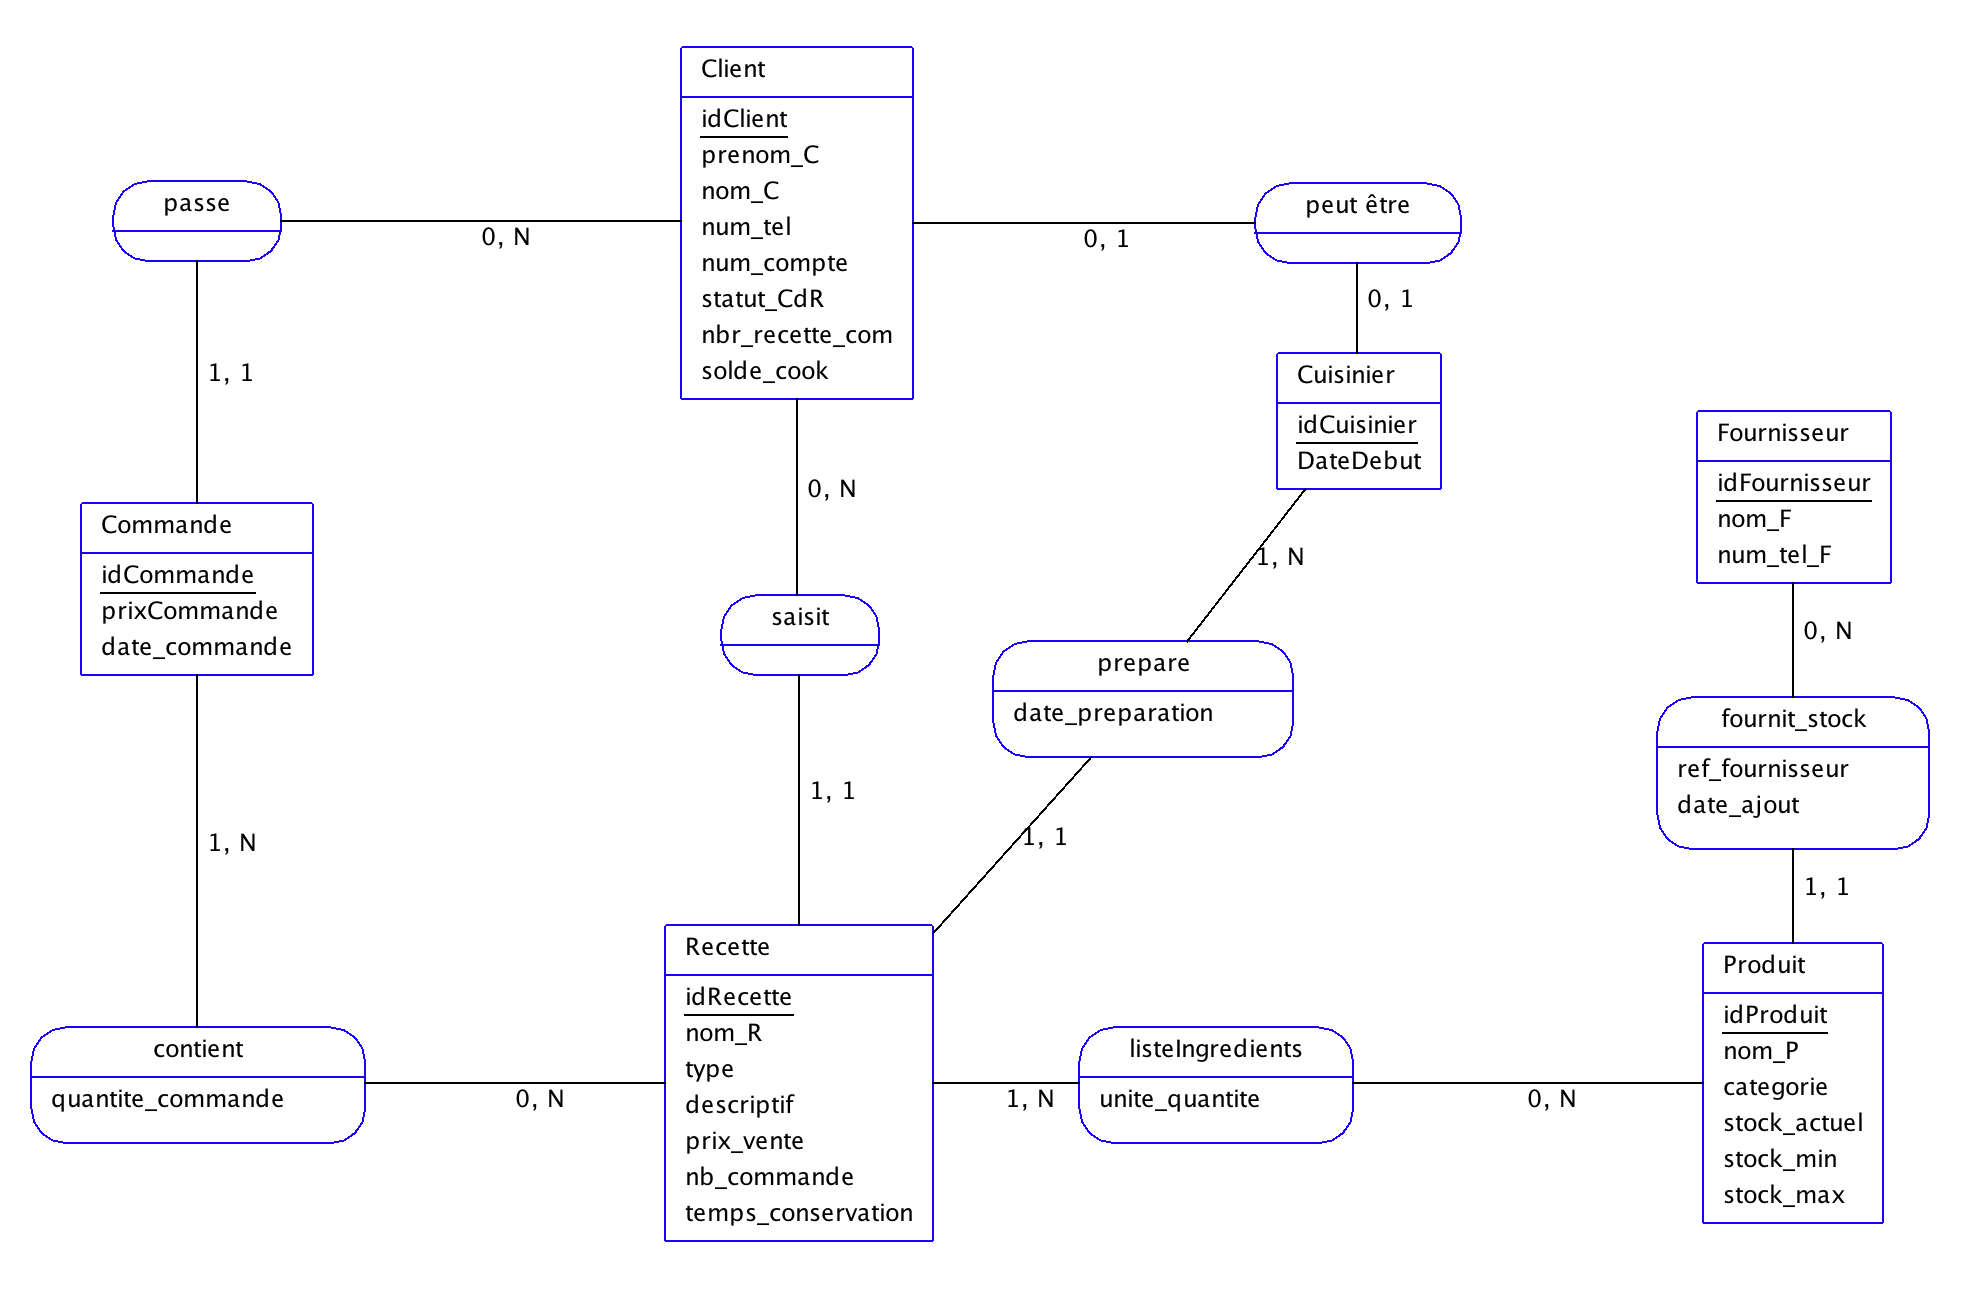 Client
idClient
prenom_C
nom_C
num_tel
num_compte
statut_CdR
nbr_recette_com
solde_cook
passe
0, N
0, 1
peut être
0, 1
1, 1
Cuisinier
idCuisinier
DateDebut
Fournisseur
idFournisseur
nom_F
num_tel_F
0, N
Commande
idCommande
prixCommande
date_commande
1, N
saisit
0, N
prepare
date_preparation
fournit_stock
ref_fournisseur
date_ajout
1, 1
1, N
1, 1
1, 1
Recette
idRecette
nom_R
type
descriptif
prix_vente
nb_commande
temps_conservation
Produit
idProduit
nom_P
categorie
stock_actuel
stock_min
stock_max
contient
quantite_commande
0, N
1, N
listeIngredients
unite_quantite
0, N